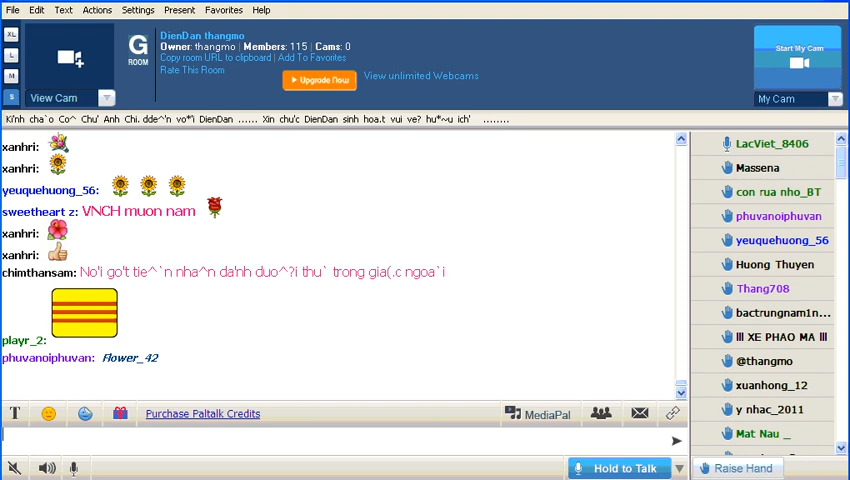 File Edit Text Actions Settings Present Favorites Help
XL
L
M
S
View Cam
G
ROOM
DienDan thangmo
Owner: thangmo | Members: 115 | Cams: 0
Copy room URL to clipboard | Add To Favorites
Rate This Room
Upgrade Now
View unlimited Webcams
Start My Cam
My Cam
Ki'nh cha`o Co^ Chu' Anh Chi. dde^'n vo*'i DienDan ...... Xin chu'c DienDan sinh hoa.t vui ve? hu*~u ich' ........
xanhri:
xanhri:
yeuquehuong_56:
sweetheart z: VNCH muon nam
xanhri:
xanhri:
chimthansam: No'i go't tie^`n nha^n da'nh duo^?i thu` trong gia(.c ngoa`i
playr_2:
phuvanoiphuvan: Flower_42
T
Purchase Paltalk Credits
MediaPal
Hold to Talk
LacViet_8406
Massena
con rua nho_BT
phuvanoiphuvan
yeuquehuong_56
Huong Thuyen
Thang708
bactrungnam1n...
III XE PHAO MA III
@thangmo
xuanhong_12
y nhac_2011
Mat Nau _
Raise Hand